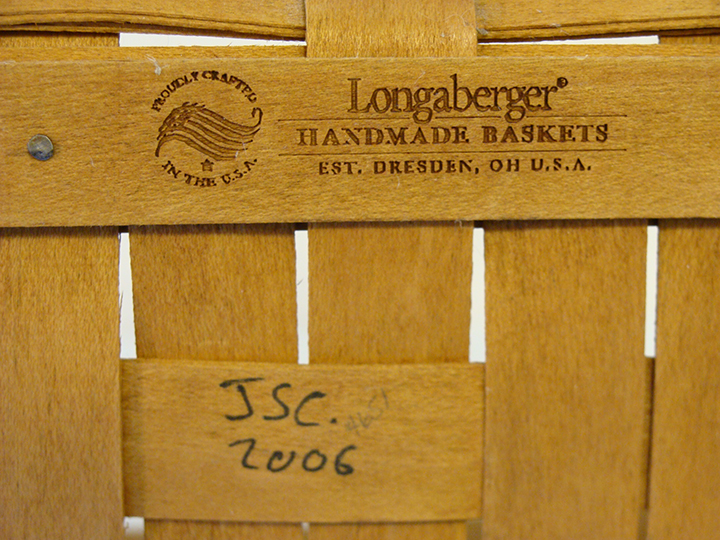 PROUDLY CRAFTED
IN THE U.S.A.
Longaberger®
HANDMADE BASKETS
EST. DRESDEN, OH U.S.A.
JSC.
2006